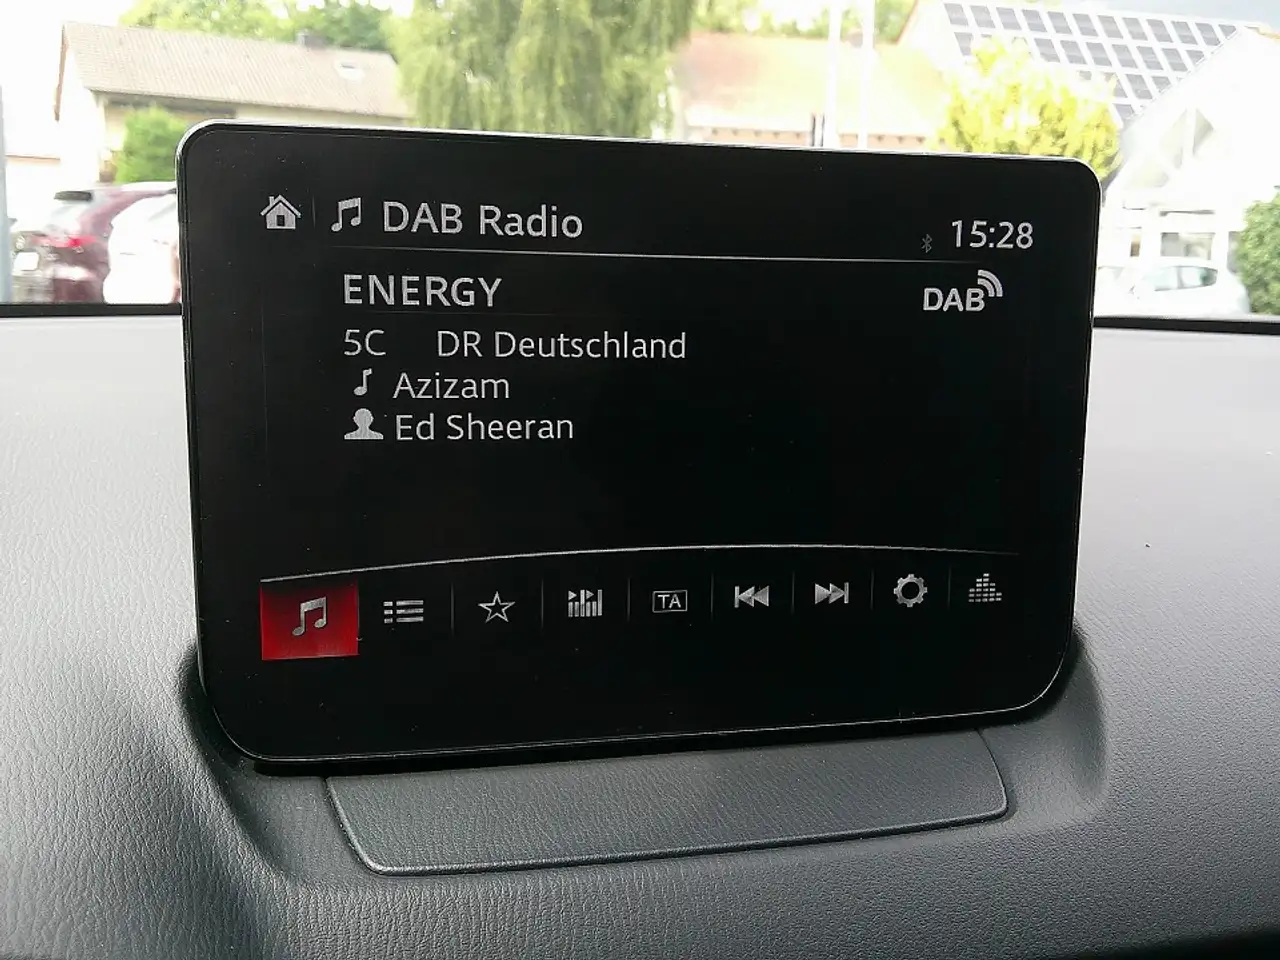 DAB Radio
15:28
ENERGY
DAB
5C DR Deutschland
Azizam
Ed Sheeran
TA